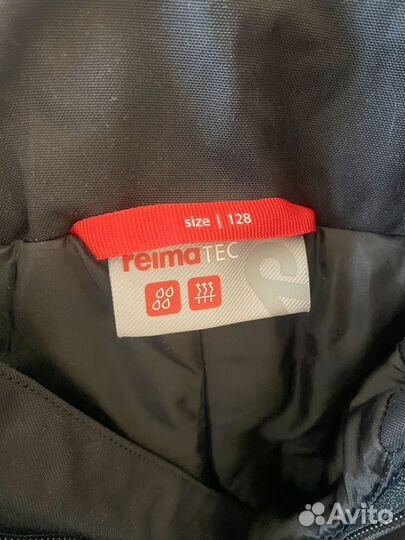 size | 128
reimaTEC
Avito